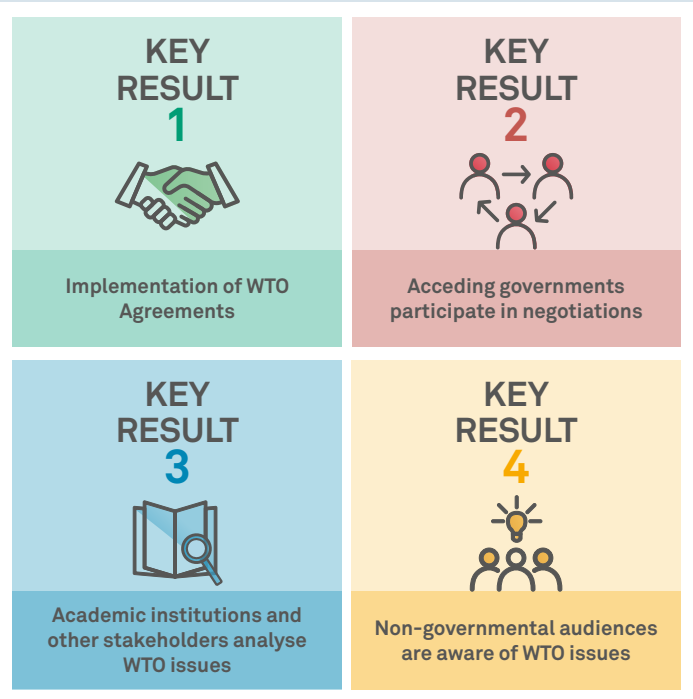 KEY
RESULT
1
Implementation of WTO
Agreements
KEY
RESULT
2
Acceding governments
participate in negotiations
KEY
RESULT
3
Academic institutions and
other stakeholders analyse
WTO issues
KEY
RESULT
4
Non-governmental audiences
are aware of WTO issues